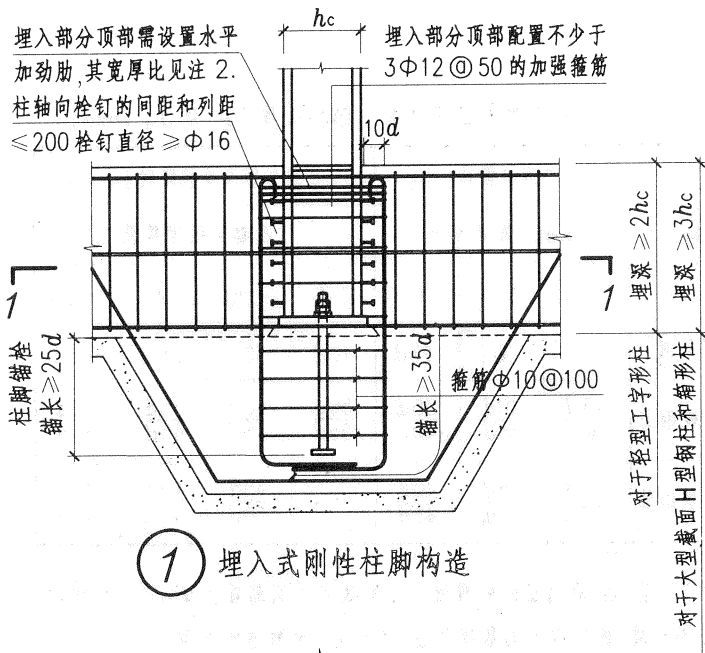 hc
埋入部分顶部需设置水平
加劲肋,其宽厚比见注 2.
柱轴向栓钉的间距和列距
≤200栓钉直径≥Φ16
埋入部分顶部配置不少于
3Φ12@50的加强箍筋
10d
1
1
埋深≥2hc
埋深≥3hc
柱脚锚栓
锚长≥25d
锚长≥35d
箍筋Φ10@100
对于轻型工字形柱
对于大型截面H型钢柱和箱形柱
1
埋入式刚性柱脚构造